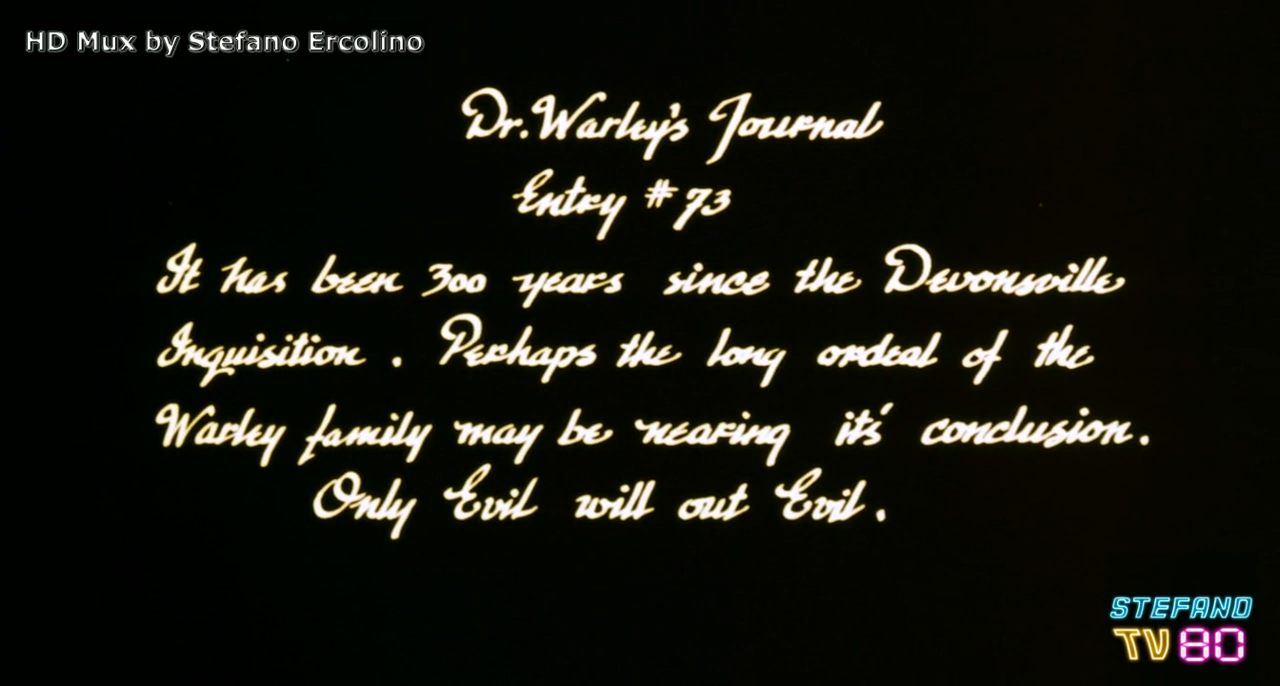 HD Mux by Stefano Ercolino
Dr. Warley's Journal
Entry # 73
It has been 300 years since the Devonsville
Inquisition . Perhaps the long ordeal of the
Warley family may be nearing it's conclusion.
Only Evil will out Evil.
STEFANO
TV80